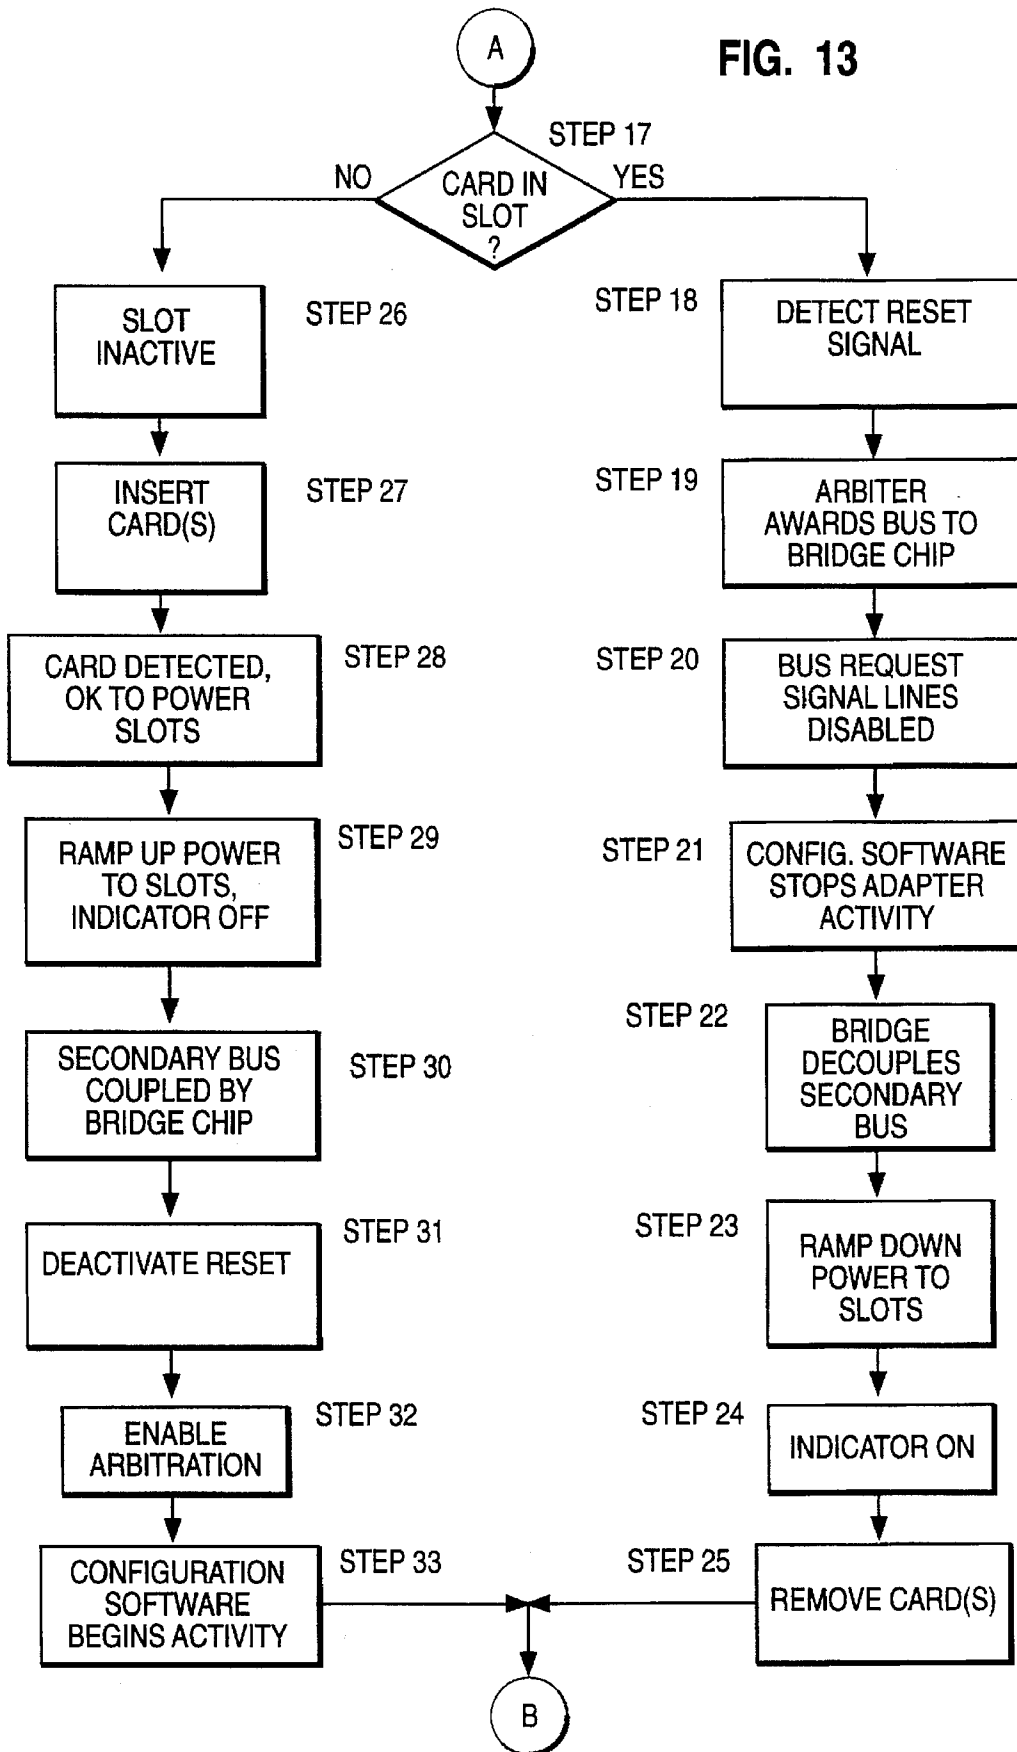 FIG. 13
A
STEP 17
NO
YES
CARD IN
SLOT
?
SLOT
INACTIVE
STEP 26
INSERT
CARD(S)
STEP 27
CARD DETECTED,
OK TO POWER
SLOTS
STEP 28
RAMP UP POWER
TO SLOTS,
INDICATOR OFF
STEP 29
SECONDARY BUS
COUPLED BY
BRIDGE CHIP
STEP 30
DEACTIVATE RESET
STEP 31
ENABLE
ARBITRATION
STEP 32
CONFIGURATION
SOFTWARE
BEGINS ACTIVITY
STEP 33
STEP 18
DETECT RESET
SIGNAL
STEP 19
ARBITER
AWARDS BUS TO
BRIDGE CHIP
STEP 20
BUS REQUEST
SIGNAL LINES
DISABLED
STEP 21
CONFIG. SOFTWARE
STOPS ADAPTER
ACTIVITY
STEP 22
BRIDGE
DECOUPLES
SECONDARY
BUS
STEP 23
RAMP DOWN
POWER TO
SLOTS
STEP 24
INDICATOR ON
STEP 25
REMOVE CARD(S)
B